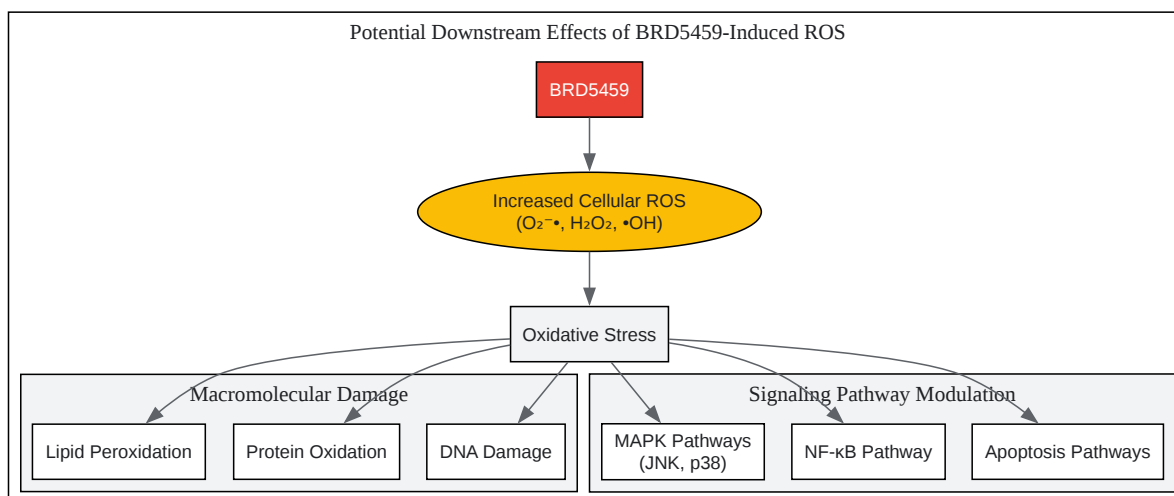 Potential Downstream Effects of BRD5459-Induced ROS
BRD5459
Increased Cellular ROS
(O₂⁻•, H₂O₂, •OH)
Oxidative Stress
Macromolecular Damage
Lipid Peroxidation
Protein Oxidation
DNA Damage
Signaling Pathway Modulation
MAPK Pathways
(JNK, p38)
NF-κB Pathway
Apoptosis Pathways